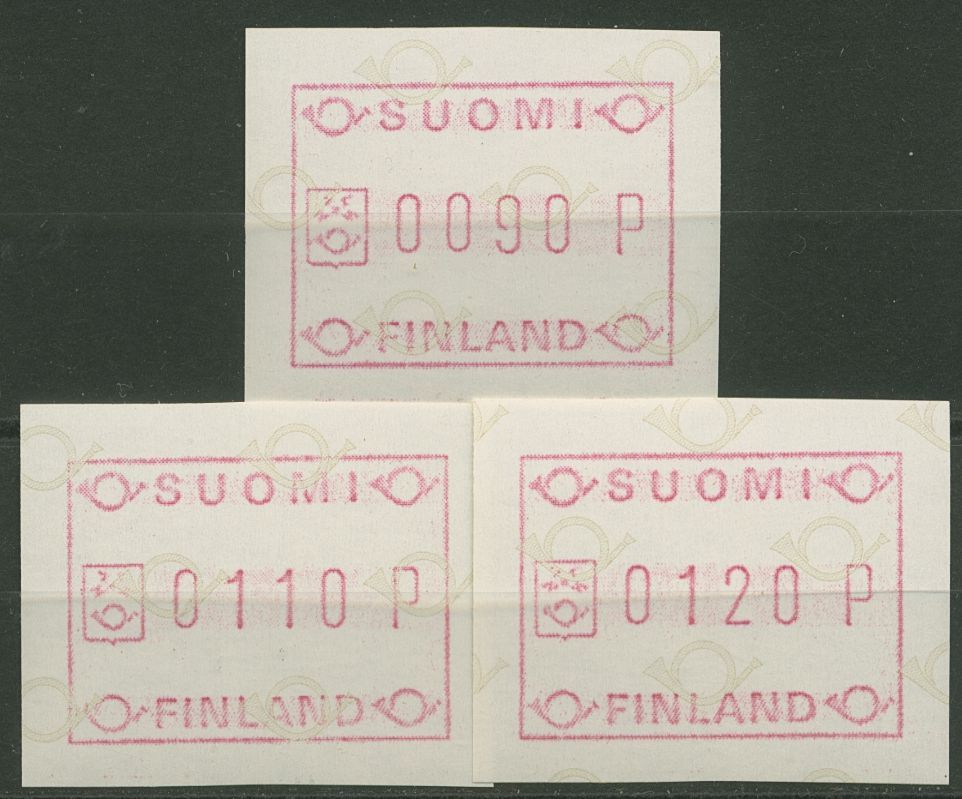 SUOMI
0090 P
FINLAND
SUOMI
0110 P
FINLAND
SUOMI
0120 P
FINLAND